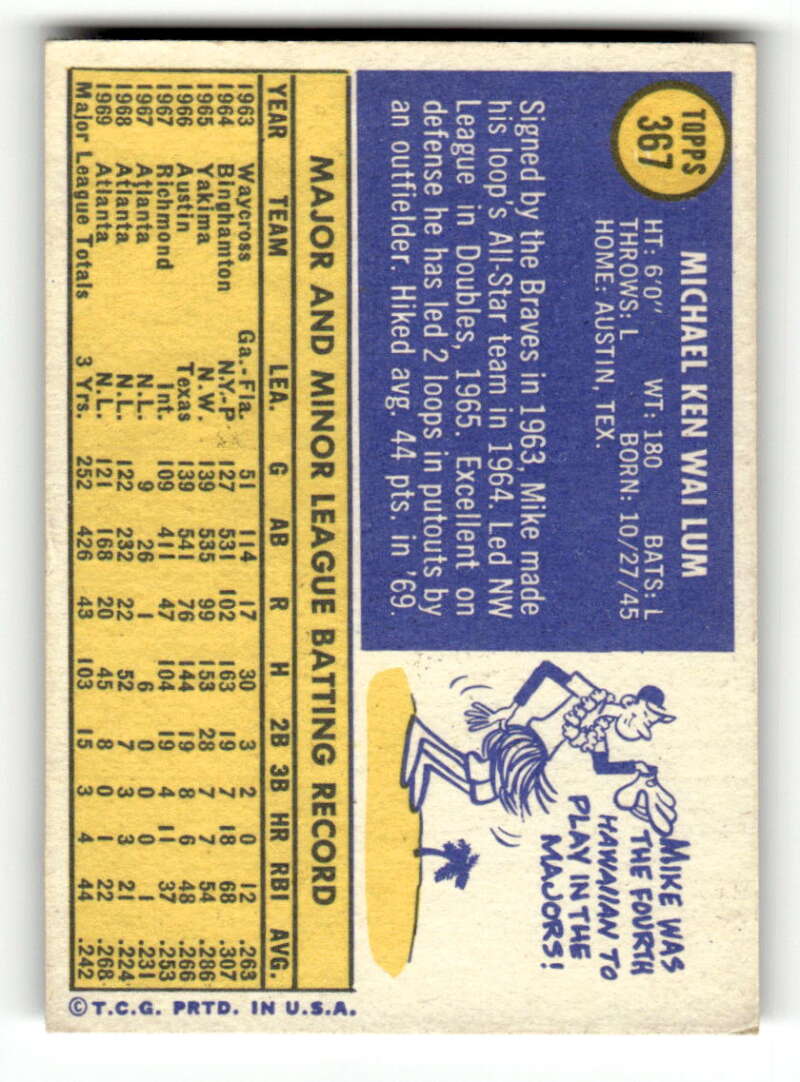 TOPPS
367
MICHAEL KEN WAI LUM
HT: 6'0" WT: 180 BATS: L
THROWS: L BORN: 10/27/45
HOME: AUSTIN, TEX.
Signed by the Braves in 1963, Mike made
his loop's All-Star team in 1964. Led NW
League in Doubles, 1965. Excellent on
defense he has led 2 loops in putouts by
an outfielder. Hiked avg. 44 pts. in '69.
MIKE WAS
THE FOURTH
HAWAIIAN TO
PLAY IN THE
MAJORS!
MAJOR AND MINOR LEAGUE BATTING RECORD
YEAR TEAM LEA. G AB R H 2B 3B HR RBI AVG.
1963 Waycross Ga.-Fla. 51 114 17 30 3 2 0 12 .263
1964 Binghamton N.Y.-P 127 531 102 163 19 7 18 68 .307
1965 Yakima N.W. 139 535 99 153 28 7 7 54 .286
1966 Austin Texas 139 541 76 144 19 8 6 48 .266
1967 Richmond Int. 109 411 47 104 19 4 11 37 .253
1967 Atlanta N.L. 9 26 1 6 0 0 0 1 .231
1968 Atlanta N.L. 122 232 22 52 7 3 3 21 .224
1969 Atlanta N.L. 121 168 20 45 8 0 1 22 .268
Major League Totals 3 Yrs. 252 426 43 103 15 3 4 44 .242
© T.C.G. PRTD. IN U.S.A.